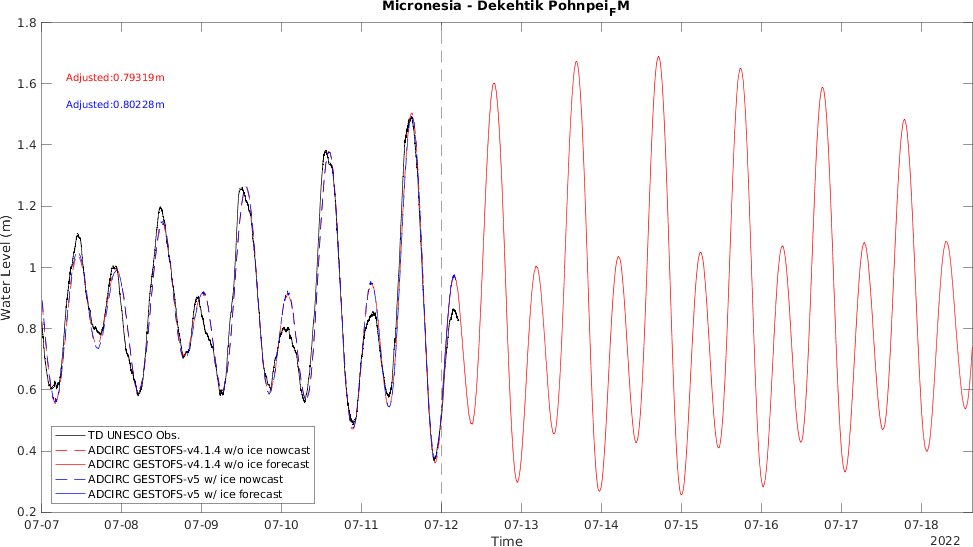 Micronesia - Dekehtik Pohnpei_FM
1.8
1.6
1.4
1.2
1
0.8
0.6
0.4
0.2
Water Level (m)
Adjusted:0.79319m
Adjusted:0.80228m
TD UNESCO Obs.
ADCIRC GESTOFS-v4.1.4 w/o ice nowcast
ADCIRC GESTOFS-v4.1.4 w/o ice forecast
ADCIRC GESTOFS-v5 w/ ice nowcast
ADCIRC GESTOFS-v5 w/ ice forecast
07-07 07-08 07-09 07-10 07-11 07-12 07-13 07-14 07-15 07-16 07-17 07-18
Time
2022